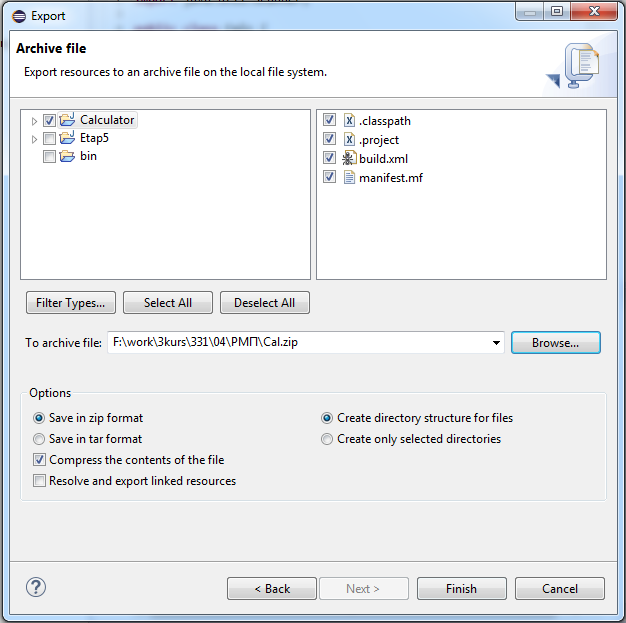 Export
Archive file
Export resources to an archive file on the local file system.
Calculator
Etap5
bin
.classpath
.project
build.xml
manifest.mf
Filter Types...
Select All
Deselect All
To archive file:
F:\work\3kurs\331\04\РМП\Cal.zip
Browse...
Options
Save in zip format
Create directory structure for files
Save in tar format
Create only selected directories
Compress the contents of the file
Resolve and export linked resources
?
< Back
Next >
Finish
Cancel